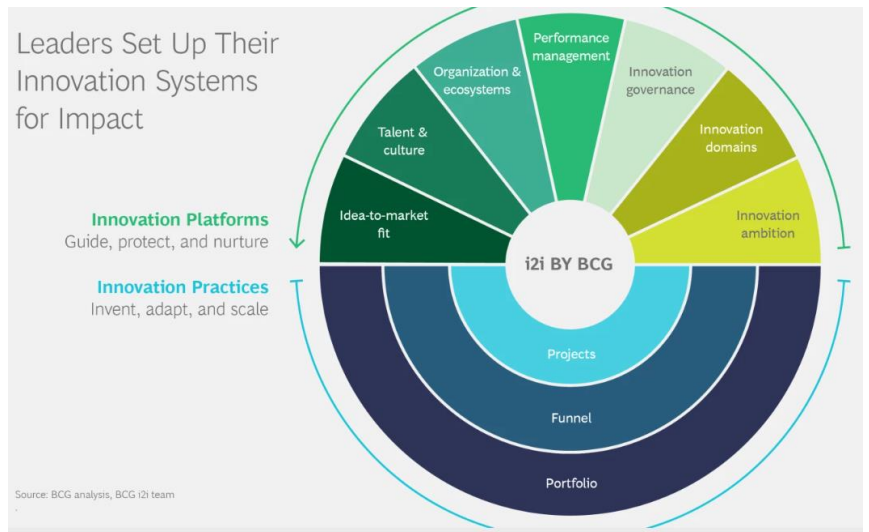 Leaders Set Up Their
Innovation Systems
for Impact
Performance
management
Organization &
ecosystems
Innovation
governance
Talent &
culture
Innovation
domains
Idea-to-market
fit
Innovation
ambition
Innovation Platforms
Guide, protect, and nurture
i2i BY BCG
Innovation Practices
Invent, adapt, and scale
Projects
Funnel
Portfolio
Source: BCG analysis, BCG i2i team
.